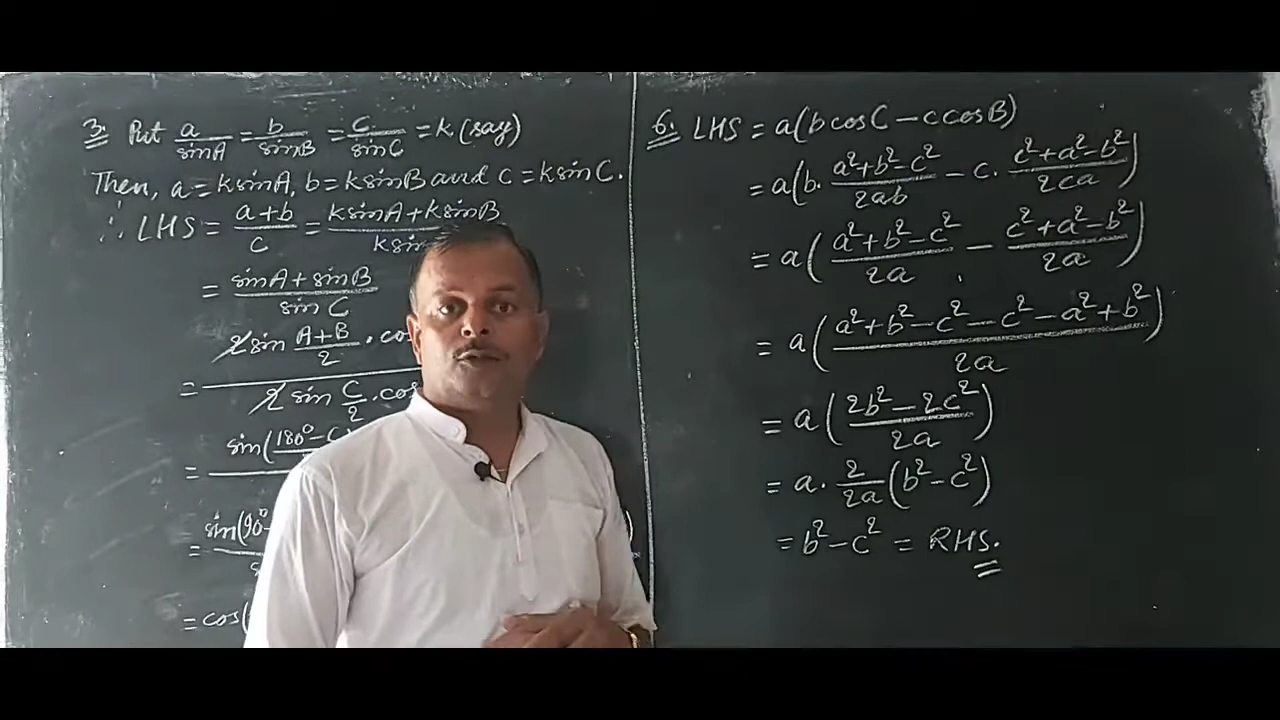 3. Put a/sinA = b/sinB = c/sinC = k (say)
Then, a = k sinA, b = k sinB and c = k sinC.
∴ LHS = (a+b)/c = (k sinA + k sinB)/(k sin
= (sinA + sinB)/(sin C)
= (2 sin (A+B)/2 . co)/(2 sin C/2 . cos
= sin((180° - C
= sin(90°
= cos(
6. LHS = a(b cosC - c cosB)
= a(b. (a²+b²-c²)/(2ab) - c. (c²+a²-b²)/(2ca))
= a((a²+b²-c²)/(2a) - (c²+a²-b²)/(2a))
= a((a²+b²-c²-c²-a²+b²)/(2a))
= a((2b²-2c²)/(2a))
= a. 2/(2a) (b²-c²)
= b²-c² = RHS.